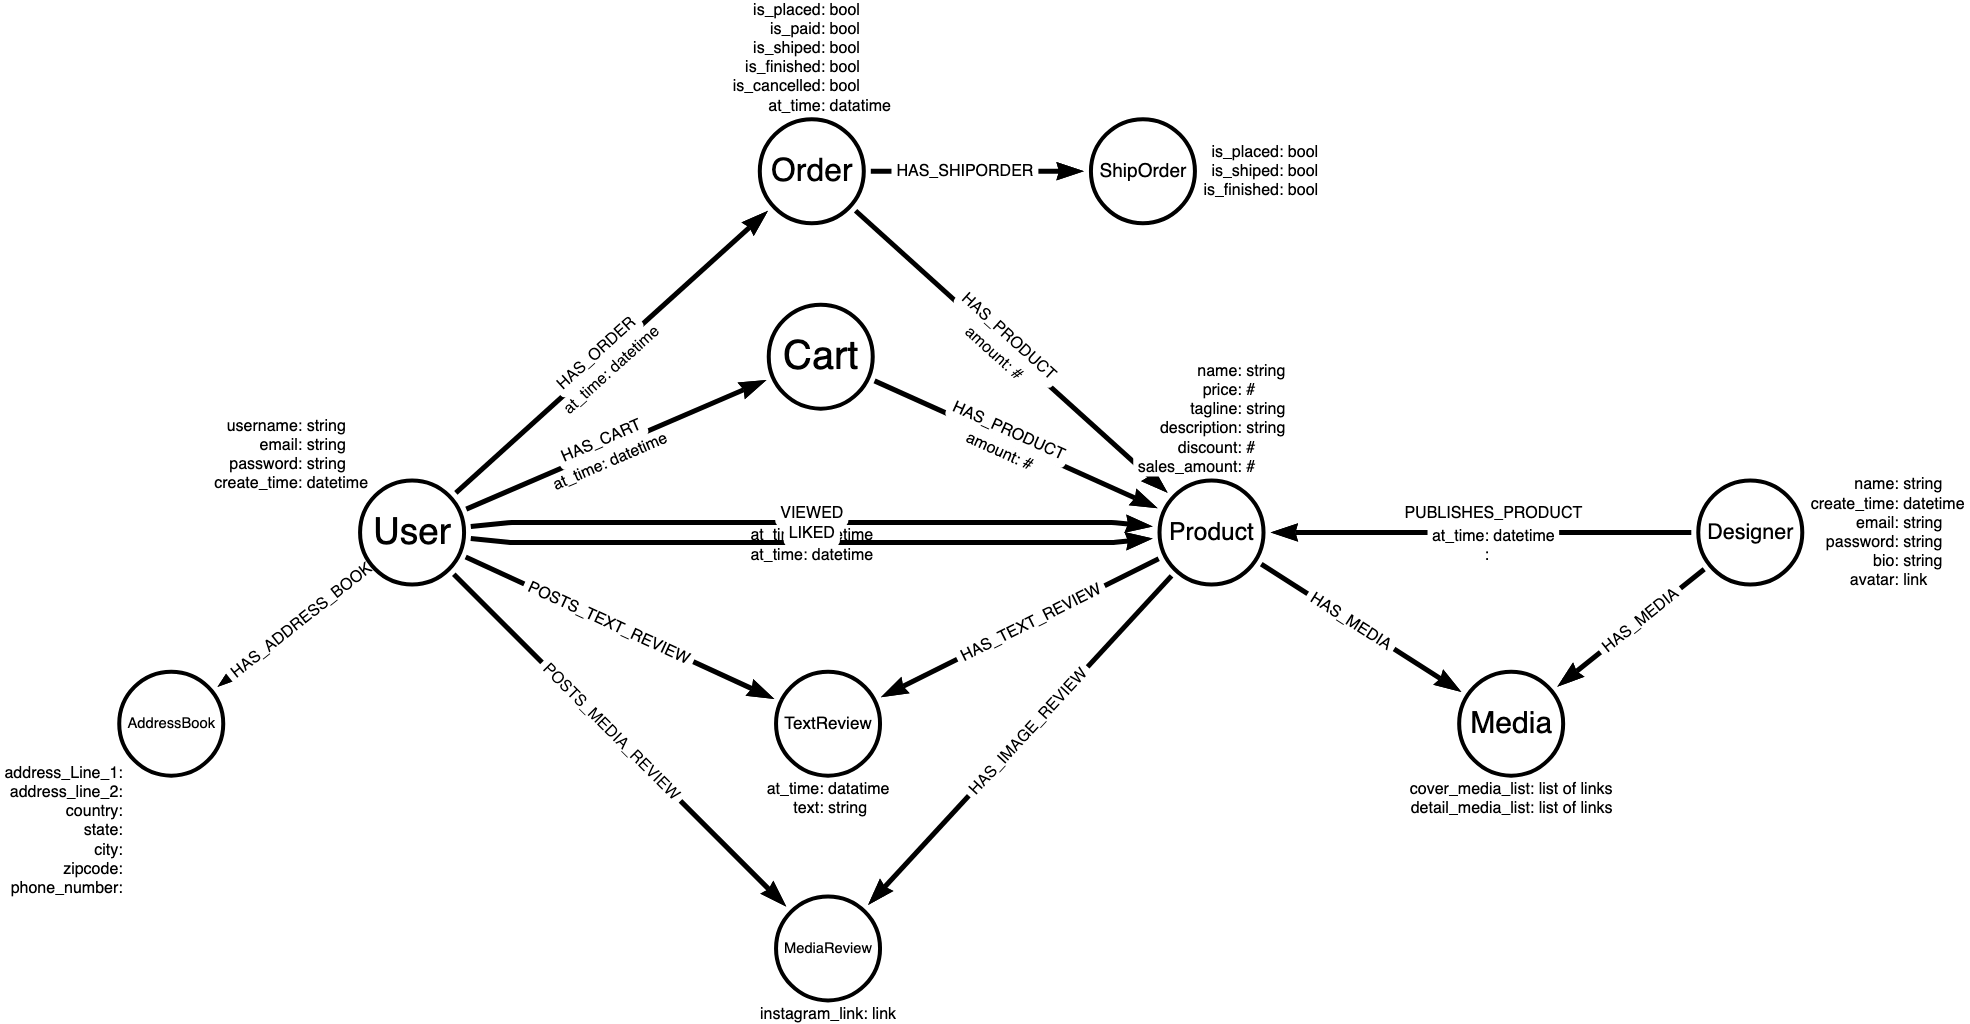 is_placed: bool
is_paid: bool
is_shiped: bool
is_finished: bool
is_cancelled: bool
at_time: datatime
Order
HAS_SHIPORDER
ShipOrder
is_placed: bool
is_shiped: bool
is_finished: bool
HAS_ORDER
at_time: datetime
HAS_PRODUCT
amount: #
Cart
HAS_CART
at_time: datetime
HAS_PRODUCT
amount: #
username: string
email: string
password: string
create_time: datetime
User
name: string
price: #
tagline: string
description: string
discount: #
sales_amount: #
Product
VIEWED
LIKED
at_time: datetime
PUBLISHES_PRODUCT
at_time: datetime
:
Designer
name: string
create_time: datetime
email: string
password: string
bio: string
avatar: link
HAS_ADDRESS_BOOK
AddressBook
address_Line_1:
address_line_2:
country:
state:
city:
zipcode:
phone_number:
POSTS_TEXT_REVIEW
HAS_TEXT_REVIEW
TextReview
at_time: datatime
text: string
POSTS_MEDIA_REVIEW
HAS_IMAGE_REVIEW
MediaReview
instagram_link: link
HAS_MEDIA
HAS_MEDIA
Media
cover_media_list: list of links
detail_media_list: list of links